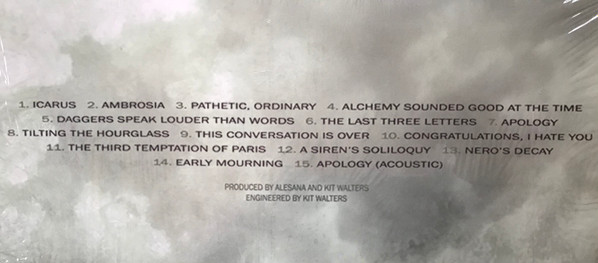 1. ICARUS 2. AMBROSIA 3. PATHETIC, ORDINARY 4. ALCHEMY SOUNDED GOOD AT THE TIME
5. DAGGERS SPEAK LOUDER THAN WORDS 6. THE LAST THREE LETTERS 7. APOLOGY
8. TILTING THE HOURGLASS 9. THIS CONVERSATION IS OVER 10. CONGRATULATIONS, I HATE YOU
11. THE THIRD TEMPTATION OF PARIS 12. A SIREN'S SOLILOQUY 13. NERO'S DECAY
14. EARLY MOURNING 15. APOLOGY (ACOUSTIC)
PRODUCED BY ALESANA AND KIT WALTERS
ENGINEERED BY KIT WALTERS